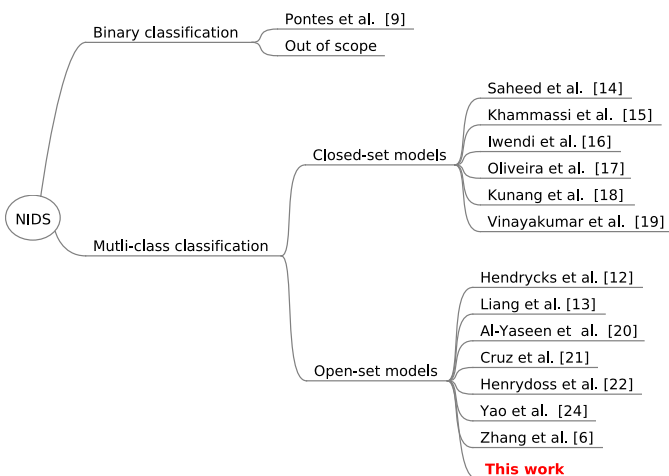 NIDS
Binary classification
Pontes et al. [9]
Out of scope
Mutli-class classification
Closed-set models
Saheed et al. [14]
Khammassi et al. [15]
Iwendi et al. [16]
Oliveira et al. [17]
Kunang et al. [18]
Vinayakumar et al. [19]
Open-set models
Hendrycks et al. [12]
Liang et al. [13]
Al-Yaseen et al. [20]
Cruz et al. [21]
Henrydoss et al. [22]
Yao et al. [24]
Zhang et al. [6]
This work